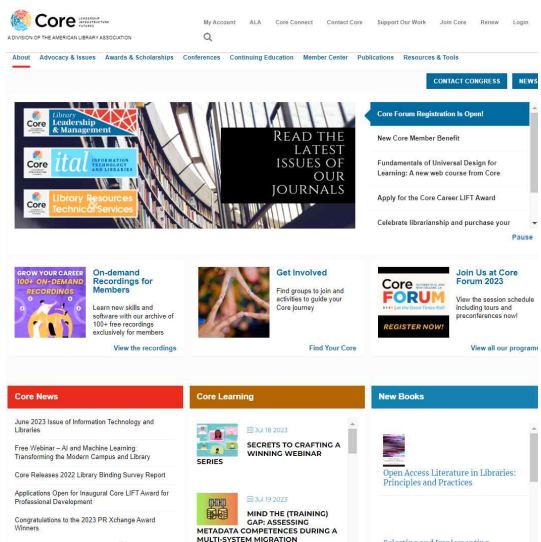 Core LEADERSHIP INFRASTRUCTURE FUTURES
A DIVISION OF THE AMERICAN LIBRARY ASSOCIATION
My Account ALA Core Connect Contact Core Support Our Work Join Core Renew Login
About Advocacy & Issues Awards & Scholarships Conferences Continuing Education Member Center Publications Resources & Tools
CONTACT CONGRESS NEWS
Core Library Leadership & Management
Core ital INFORMATION TECHNOLOGY AND LIBRARIES
Core Library Resources Technical Services
READ THE
LATEST
ISSUES OF
OUR
JOURNALS
Core Forum Registration Is Open!
New Core Member Benefit
Fundamentals of Universal Design for
Learning: A new web course from Core
Apply for the Core Career LIFT Award
Celebrate librarianship and purchase your
Pause
GROW YOUR CAREER
100+ ON-DEMAND
RECORDINGS
On-demand
Recordings for
Members
Learn new skills and
software with our archive of
100+ free recordings
exclusively for members
View the recordings
Get Involved
Find groups to join and
activities to guide your
Core journey
Find Your Core
Core
FORUM
REGISTER NOW!
Join Us at Core
Forum 2023
View the session schedule
including tours and
preconferences now!
View all our programs
Core News
June 2023 Issue of Information Technology and
Libraries
Free Webinar – AI and Machine Learning:
Transforming the Modern Campus and Library
Core Releases 2022 Library Binding Survey Report
Applications Open for Inaugural Core LIFT Award for
Professional Development
Congratulations to the 2023 PR Xchange Award
Winners
Core Learning
Jul 18 2023
SECRETS TO CRAFTING A
WINNING WEBINAR
SERIES
Jul 19 2023
MIND THE (TRAINING)
GAP: ASSESSING
METADATA COMPETENCES DURING A
MULTI-SYSTEM MIGRATION
New Books
Open Access Literature in Libraries:
Principles and Practices
Selecting and Implementing